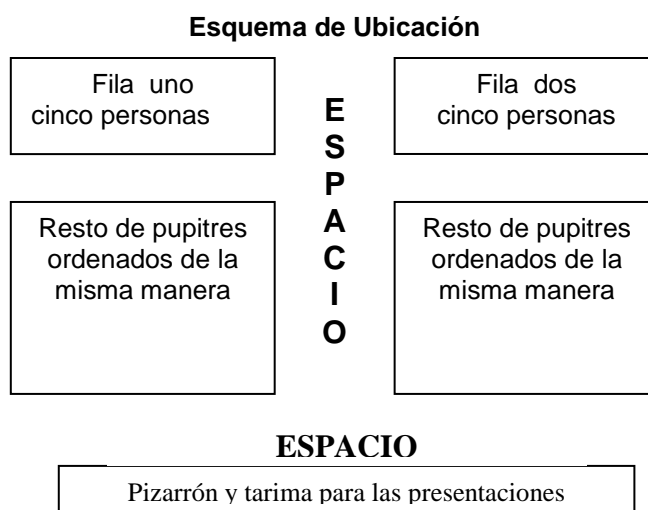 Esquema de Ubicación
Fila uno
cinco personas
Fila dos
cinco personas
E
S
P
A
C
I
O
Resto de pupitres
ordenados de la
misma manera
Resto de pupitres
ordenados de la
misma manera
ESPACIO
Pizarrón y tarima para las presentaciones